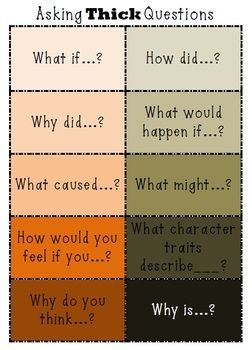 Asking Thick Questions
What if...?
How did...?
Why did...?
What would
happen if...?
What caused...?
What might...?
How would you
feel if you...?
What character
traits
describe___?
Why do you
think...?
Why is...?